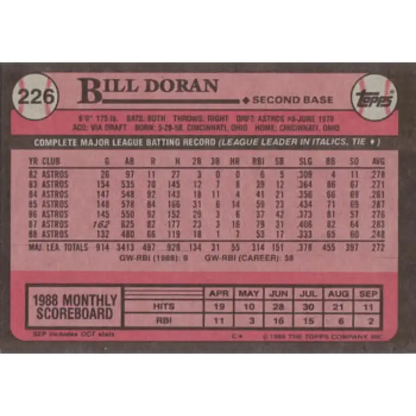 226
BILL DORAN
SECOND BASE
TOPPS
6'0" 175 lb. BATS: BOTH THROWS: RIGHT DRFT: ASTROS #6-JUNE 1979
ACQ: VIA DRAFT BORN: 5-28-58, CINCINNATI, OHIO HOME: CINCINNATI, OHIO
COMPLETE MAJOR LEAGUE BATTING RECORD (LEAGUE LEADER IN ITALICS, TIE ♦)
YR CLUB G AB R H 2B 3B HR RBI SB SLG BB SO AVG
82 ASTROS 26 97 11 27 3 0 0 6 5 .309 4 11 .278
83 ASTROS 154 535 70 145 12 7 8 39 12 .364 86 67 .271
84 ASTROS 147 548 92 143 18 11 4 41 21 .356 66 69 .261
85 ASTROS 148 578 84 166 31 6 14 59 23 .434 71 69 .287
86 ASTROS 145 550 92 152 29 3 6 37 42 .373 81 57 .276
87 ASTROS 162 625 82 177 23 3 16 79 31 .406 82 64 .283
88 ASTROS 132 480 66 119 18 1 7 53 17 .333 65 60 .248
MAJ. LEA. TOTALS 914 3413 497 929 134 31 55 314 151 .377 455 397 .272
GW-RBI (1988): 9 GW-RBI (CAREER): 38
1988 MONTHLY SCOREBOARD
APR MAY JUN JUL AUG SEP
HITS 19 10 28 30 21 11
RBI 11 3 16 15 6 2
SEP includes OCT stats
C*
© 1989 THE TOPPS COMPANY, INC.